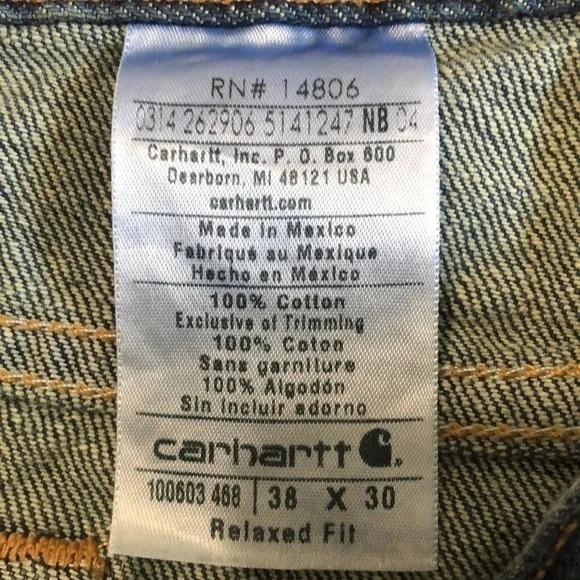 RN# 14806
0314 262906 5141247 NB 04
Carhartt, Inc. P. O. Box 600
Dearborn, MI 48121 USA
carhartt.com
Made in Mexico
Fabriqué au Mexique
Hecho en México
100% Cotton
Exclusive of Trimming
100% Coton
Sans garniture
100% Algodón
Sin incluir adorno
carhartt
100603 468 | 38 X 30
Relaxed Fit